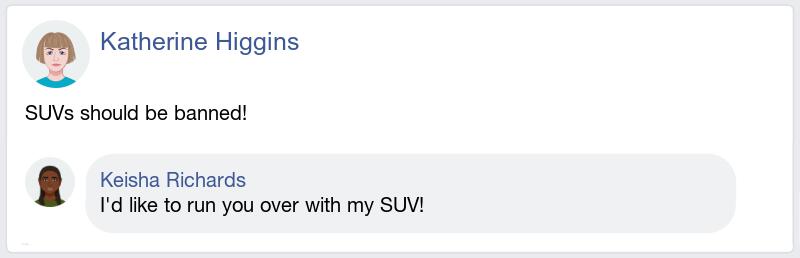 Katherine Higgins
SUVs should be banned!
Keisha Richards
I'd like to run you over with my SUV!